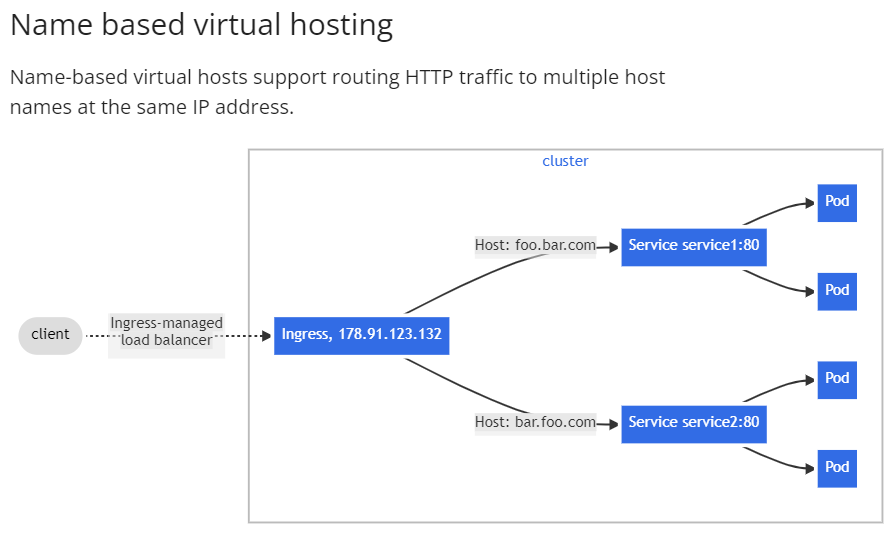 Name based virtual hosting
Name-based virtual hosts support routing HTTP traffic to multiple host
names at the same IP address.
cluster
Pod
Host: foo.bar.com
Service service1:80
Pod
client
Ingress-managed
load balancer
Ingress, 178.91.123.132
Pod
Host: bar.foo.com
Service service2:80
Pod